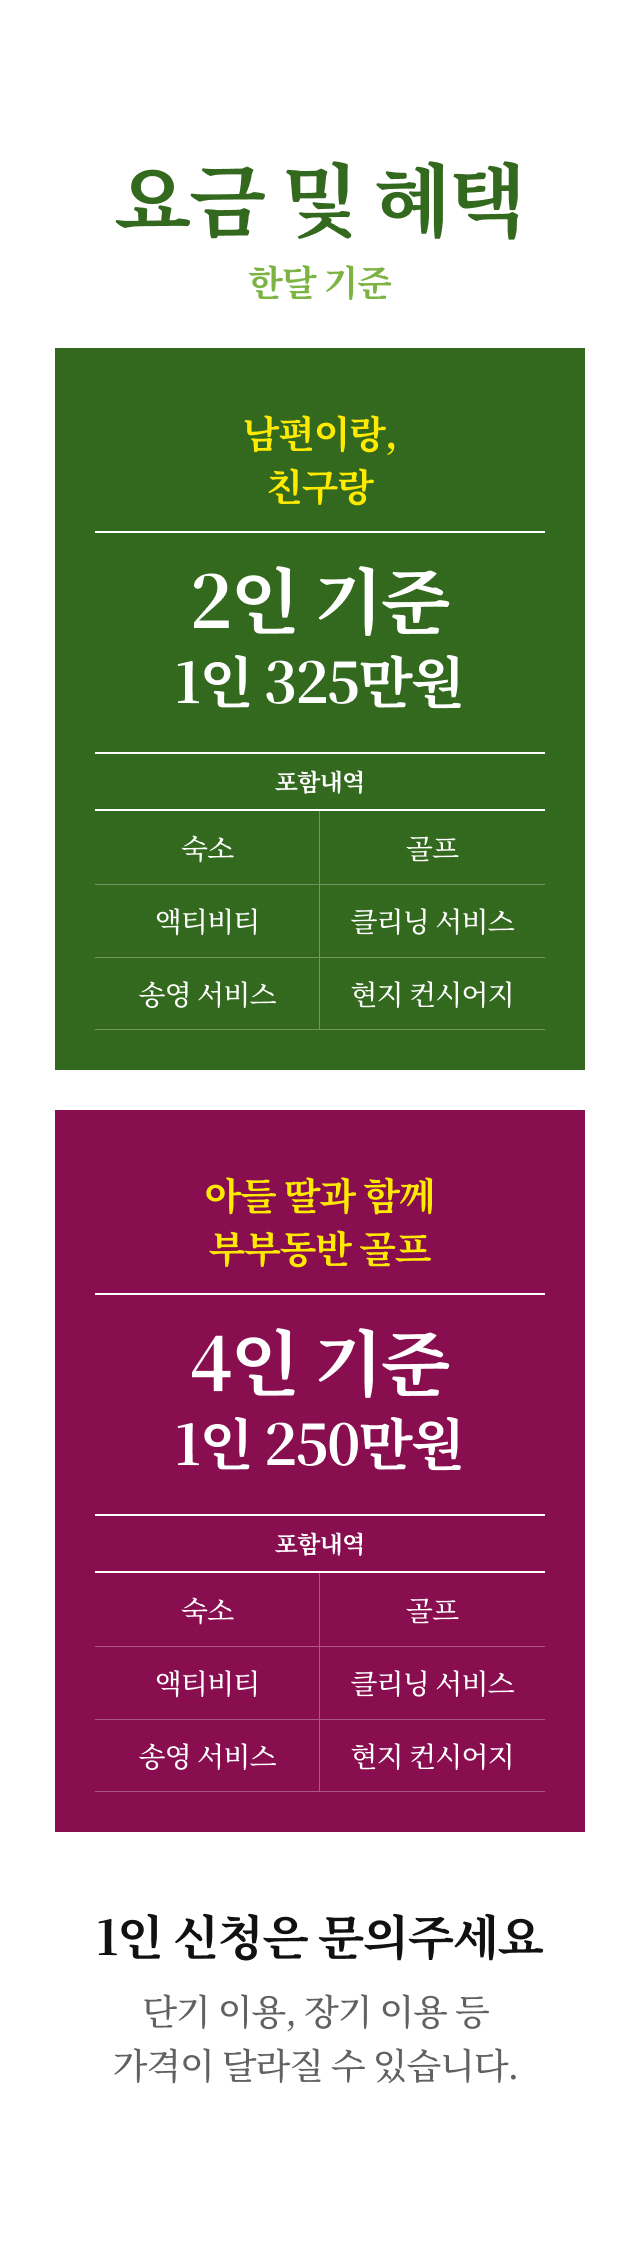 요금 및 혜택
한달 기준
남편이랑,
친구랑
2인 기준
1인 325만원
포함내역
숙소 골프
액티비티 클리닝 서비스
송영 서비스 현지 컨시어지
아들 딸과 함께
부부동반 골프
4인 기준
1인 250만원
포함내역
숙소 골프
액티비티 클리닝 서비스
송영 서비스 현지 컨시어지
1인 신청은 문의주세요
단기 이용, 장기 이용 등
가격이 달라질 수 있습니다.